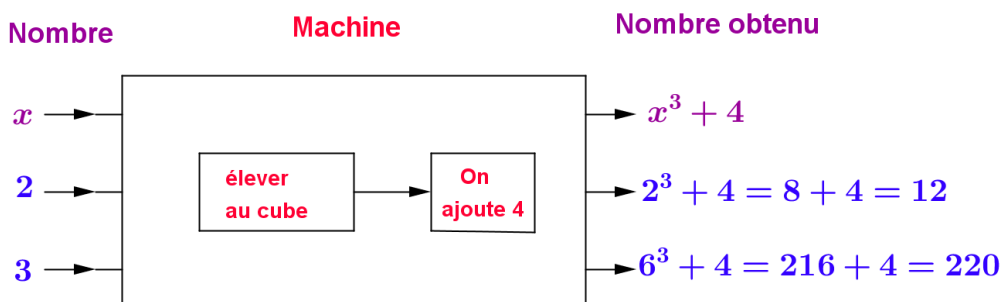 Nombre Machine Nombre obtenu
x x³ + 4
2 élever au cube On ajoute 4 2³ + 4 = 8 + 4 = 12
3 6³ + 4 = 216 + 4 = 220